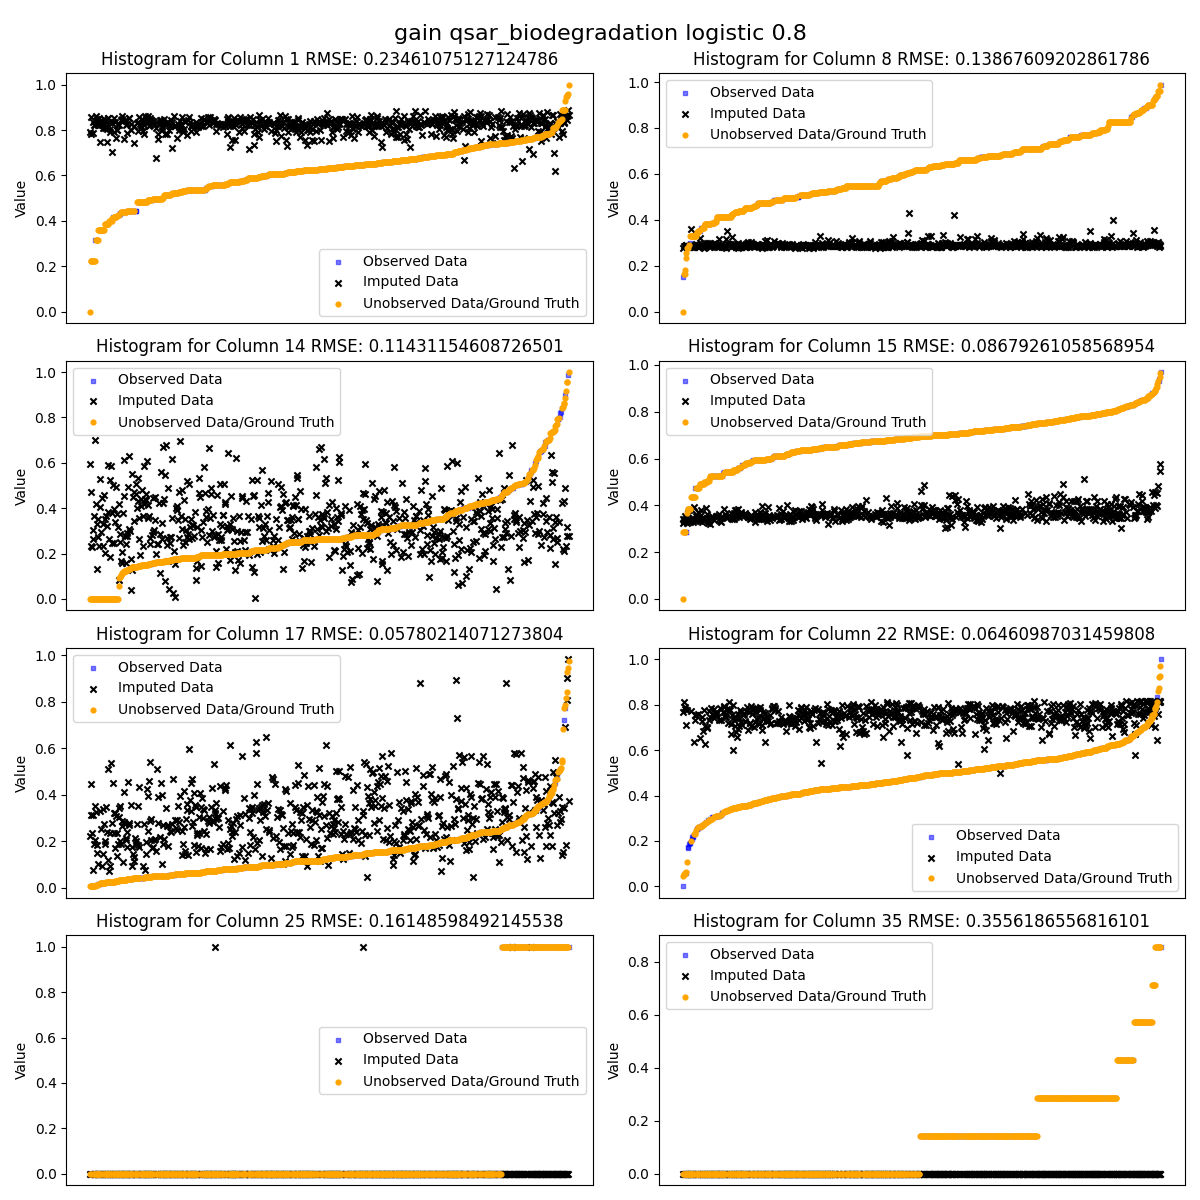 gain qsar_biodegradation logistic 0.8
Histogram for Column 1 RMSE: 0.23461075127124786
Histogram for Column 8 RMSE: 0.13867609202861786
1.0
0.8
0.6
0.4
0.2
0.0
Value
Observed Data
Imputed Data
Unobserved Data/Ground Truth
1.0
0.8
0.6
0.4
0.2
0.0
Value
Observed Data
Imputed Data
Unobserved Data/Ground Truth
Histogram for Column 14 RMSE: 0.11431154608726501
Histogram for Column 15 RMSE: 0.08679261058568954
1.0
0.8
0.6
0.4
0.2
0.0
Value
Observed Data
Imputed Data
Unobserved Data/Ground Truth
1.0
0.8
0.6
0.4
0.2
0.0
Value
Observed Data
Imputed Data
Unobserved Data/Ground Truth
Histogram for Column 17 RMSE: 0.05780214071273804
Histogram for Column 22 RMSE: 0.06460987031459808
1.0
0.8
0.6
0.4
0.2
0.0
Value
Observed Data
Imputed Data
Unobserved Data/Ground Truth
1.0
0.8
0.6
0.4
0.2
0.0
Value
Observed Data
Imputed Data
Unobserved Data/Ground Truth
Histogram for Column 25 RMSE: 0.16148598492145538
Histogram for Column 35 RMSE: 0.3556186556816101
1.0
0.8
0.6
0.4
0.2
0.0
Value
Observed Data
Imputed Data
Unobserved Data/Ground Truth
0.8
0.6
0.4
0.2
0.0
Value
Observed Data
Imputed Data
Unobserved Data/Ground Truth